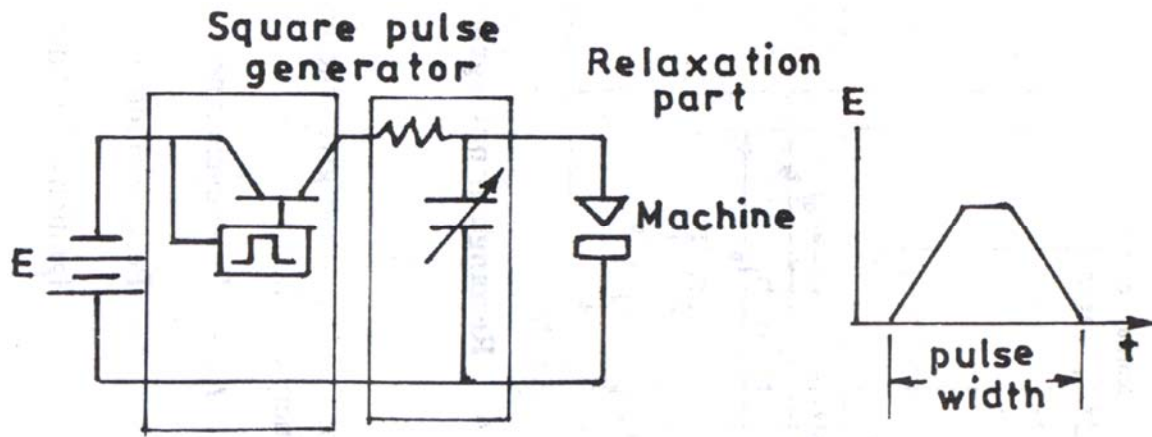 Square pulse
generator
Relaxation
part
E
Machine
E
t
pulse
width